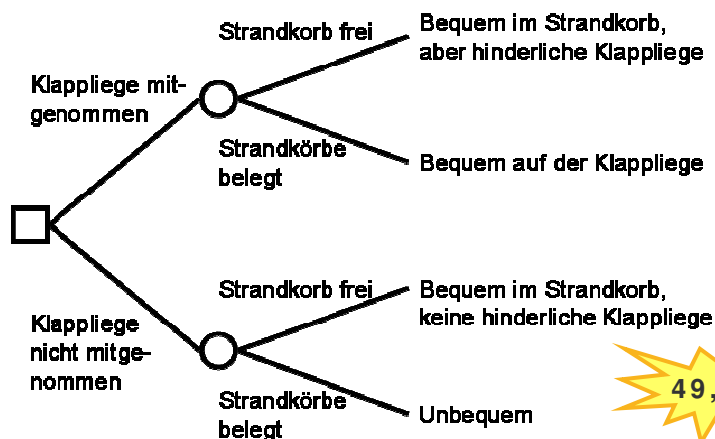 Strandkorb frei
Bequem im Strandkorb,
aber hinderliche Klappliege
Klappliege mit-
genommen
Strandkörbe
belegt
Bequem auf der Klappliege
Strandkorb frei
Bequem im Strandkorb,
keine hinderliche Klappliege
Klappliege
nicht mitge-
nommen
Strandkörbe
belegt
Unbequem
49,